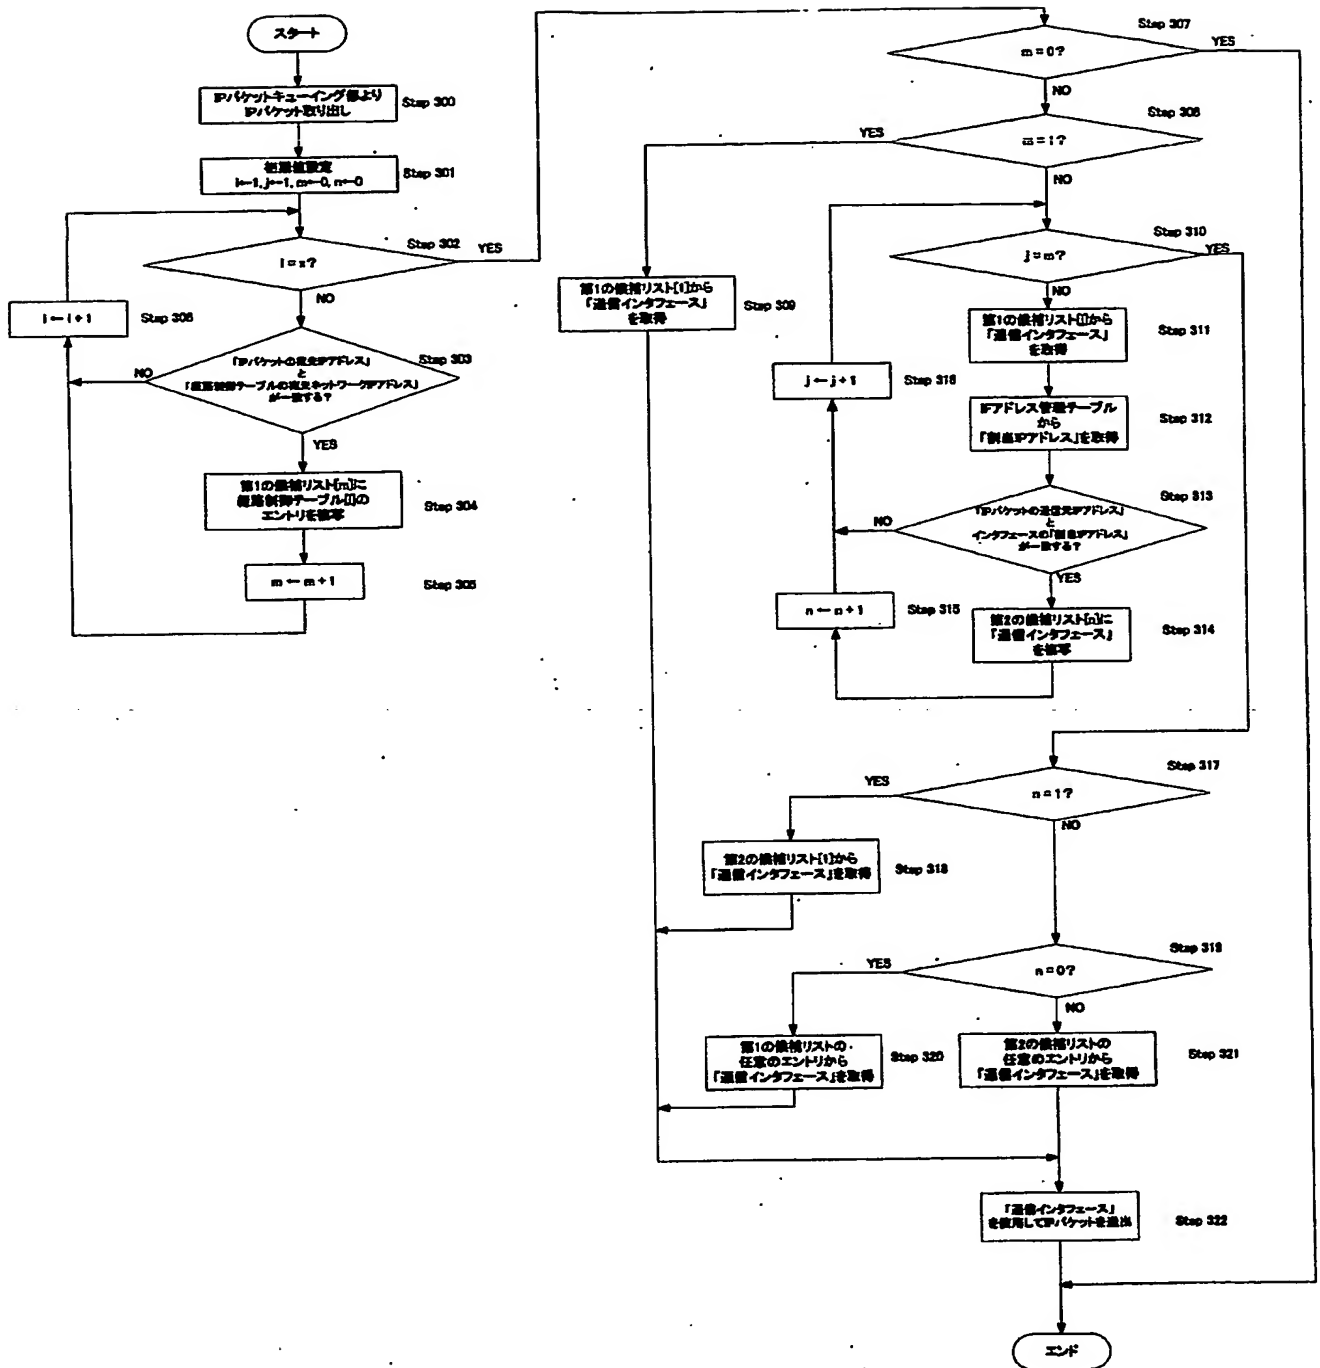 スタート
IPパケットキューイング部より
IPパケット取り出し
Step 300
初期値設定
i←1, j←1, m←0, n←0
Step 301
i = x?
Step 302
YES
NO
i ← i + 1
Step 306
「IPパケットの宛先IPアドレス」
と
「経路制御テーブルの宛先ネットワークIPアドレス」
が一致する?
Step 303
NO
YES
第1の候補リスト[m]に
経路制御テーブル[i]の
エントリを複写
Step 304
m ← m + 1
Step 305
m = 0?
Step 307
YES
NO
m = 1?
Step 308
YES
NO
第1の候補リスト[1]から
「通信インタフェース」
を取得
Step 309
j = m?
Step 310
YES
NO
第1の候補リスト[j]から
「通信インタフェース」
を取得
Step 311
j ← j + 1
Step 316
IFアドレス管理テーブル
から
「割当IPアドレス」を取得
Step 312
「IPパケットの送信元IPアドレス」
と
インタフェースの「割当IPアドレス」
が一致する?
Step 313
NO
YES
n ← n + 1
Step 315
第2の候補リスト[n]に
「通信インタフェース」
を複写
Step 314
n = 1?
Step 317
YES
NO
第2の候補リスト[1]から
「通信インタフェース」を取得
Step 318
n = 0?
Step 319
YES
NO
第1の候補リストの
任意のエントリから
「通信インタフェース」を取得
Step 320
第2の候補リストの
任意のエントリから
「通信インタフェース」を取得
Step 321
「通信インタフェース」
を使用してIPパケットを送出
Step 322
エンド